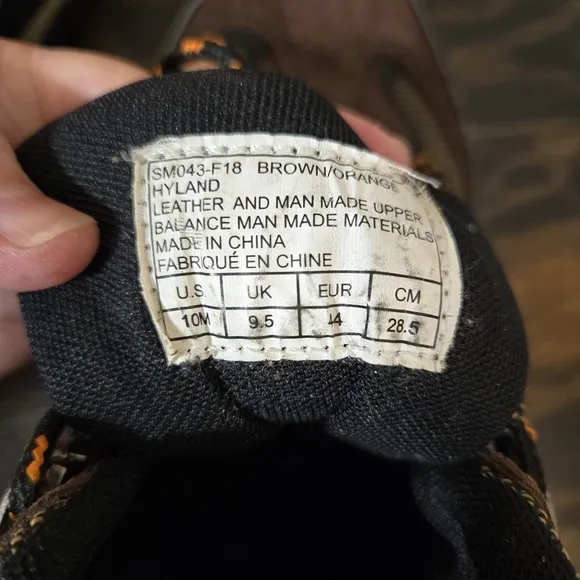 SM043-F18 BROWN/ORANGE
HYLAND
LEATHER AND MAN MADE UPPER
BALANCE MAN MADE MATERIALS
MADE IN CHINA
FABRIQUÉ EN CHINE
U.S UK EUR CM
10M 9.5 28.5